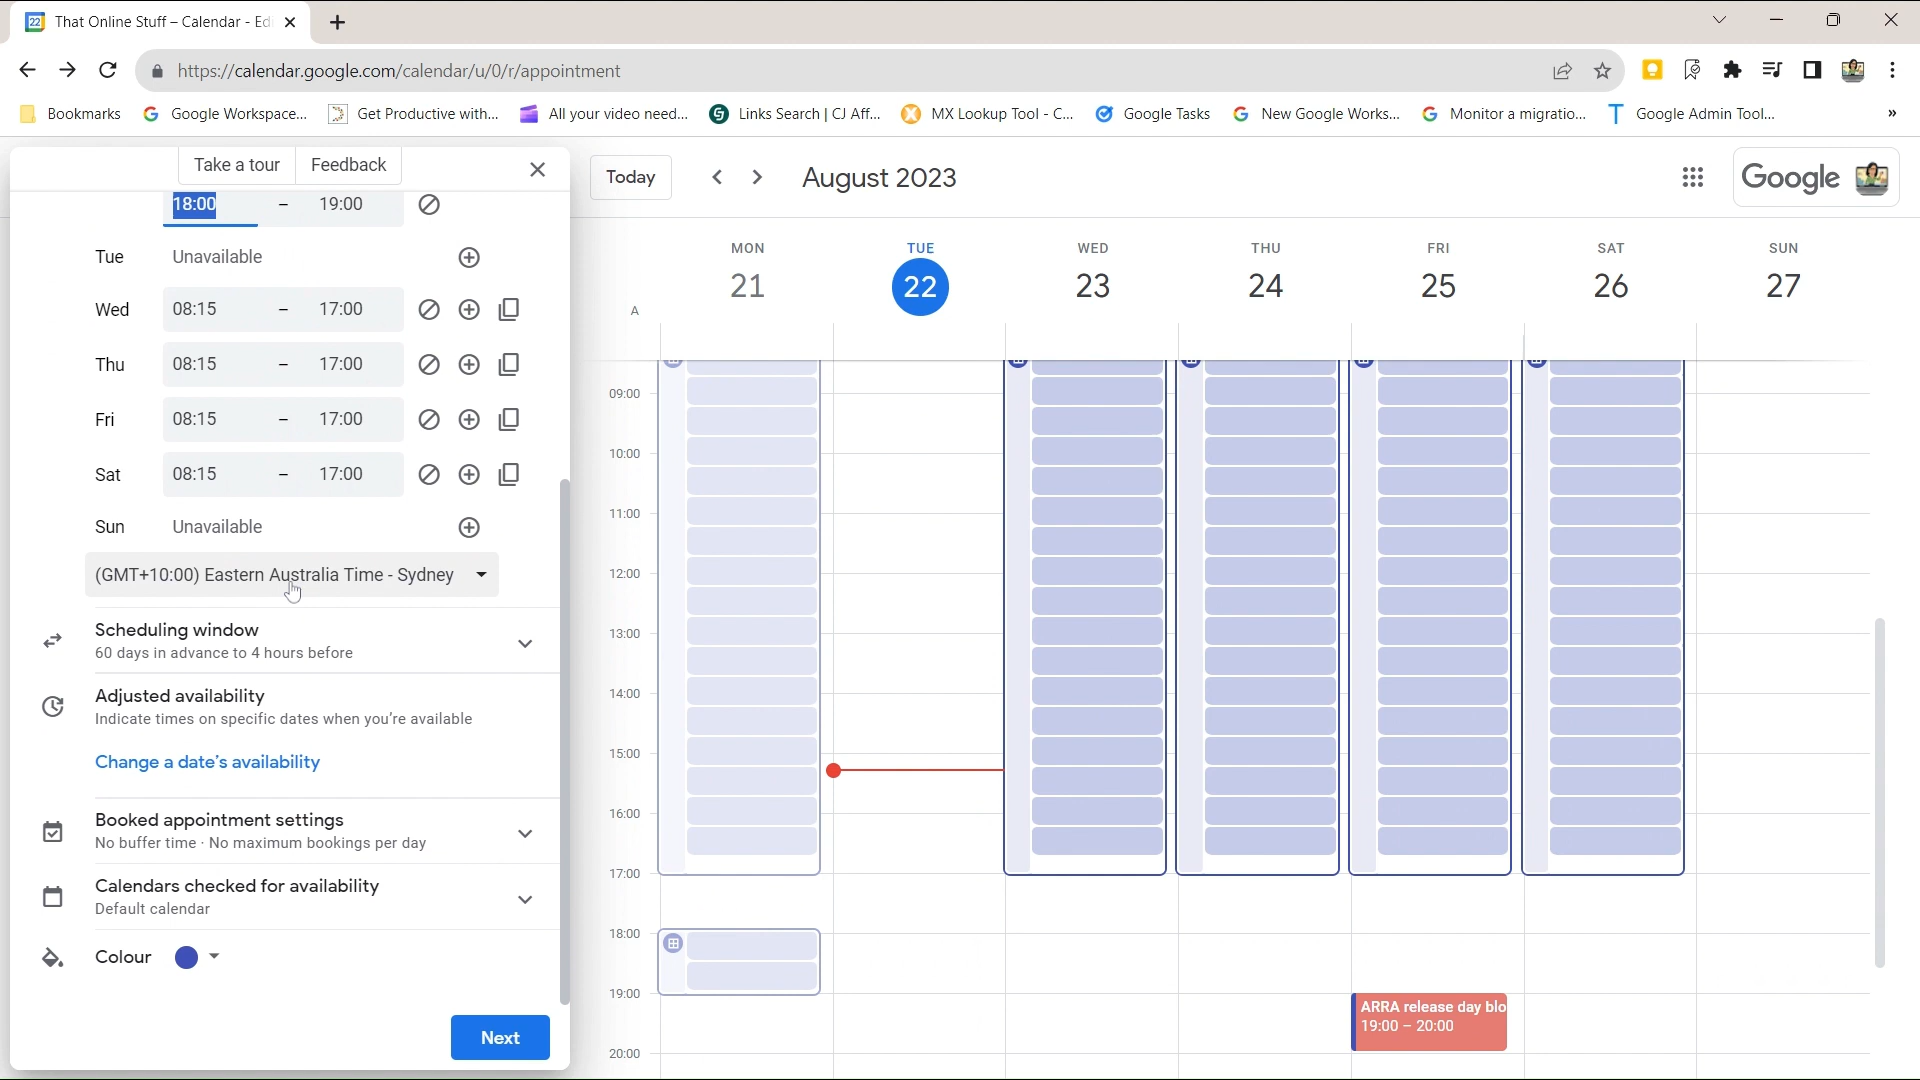 22 That Online Stuff – Calendar - Edi
https://calendar.google.com/calendar/u/0/r/appointment
Bookmarks Google Workspace... Get Productive with... All your video need... Links Search | CJ Aff... MX Lookup Tool - C... Google Tasks New Google Works... Monitor a migratio... Google Admin Tool... »
Take a tour Feedback
Today August 2023 Google
18:00 – 19:00
Tue Unavailable
Wed 08:15 – 17:00
Thu 08:15 – 17:00
Fri 08:15 – 17:00
Sat 08:15 – 17:00
Sun Unavailable
(GMT+10:00) Eastern Australia Time - Sydney
Scheduling window
60 days in advance to 4 hours before
Adjusted availability
Indicate times on specific dates when you're available
Change a date's availability
Booked appointment settings
No buffer time · No maximum bookings per day
Calendars checked for availability
Default calendar
Colour
Next
MON TUE WED THU FRI SAT SUN
21 22 23 24 25 26 27
A
09:00
10:00
11:00
12:00
13:00
14:00
15:00
16:00
17:00
18:00
19:00
20:00
ARRA release day blo
19:00 – 20:00